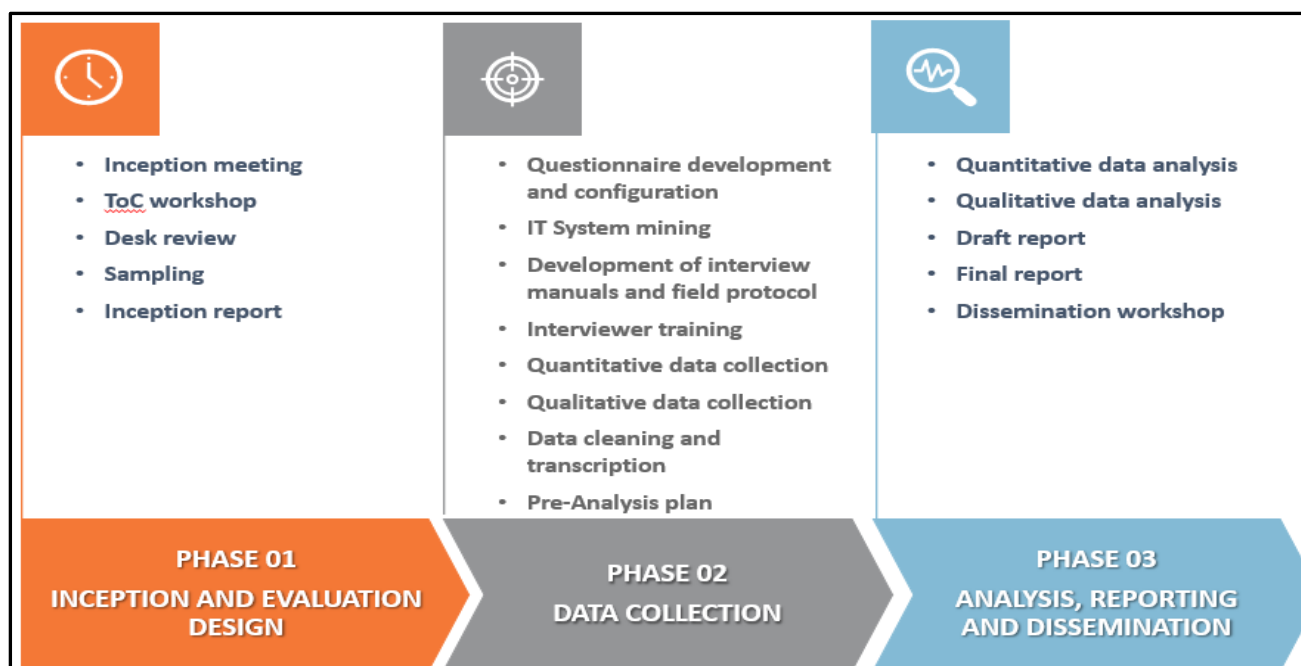 • Inception meeting
• ToC workshop
• Desk review
• Sampling
• Inception report
• Questionnaire development
and configuration
• IT System mining
• Development of interview
manuals and field protocol
• Interviewer training
• Quantitative data collection
• Qualitative data collection
• Data cleaning and
transcription
• Pre-Analysis plan
• Quantitative data analysis
• Qualitative data analysis
• Draft report
• Final report
• Dissemination workshop
PHASE 01
INCEPTION AND EVALUATION
DESIGN
PHASE 02
DATA COLLECTION
PHASE 03
ANALYSIS, REPORTING
AND DISSEMINATION